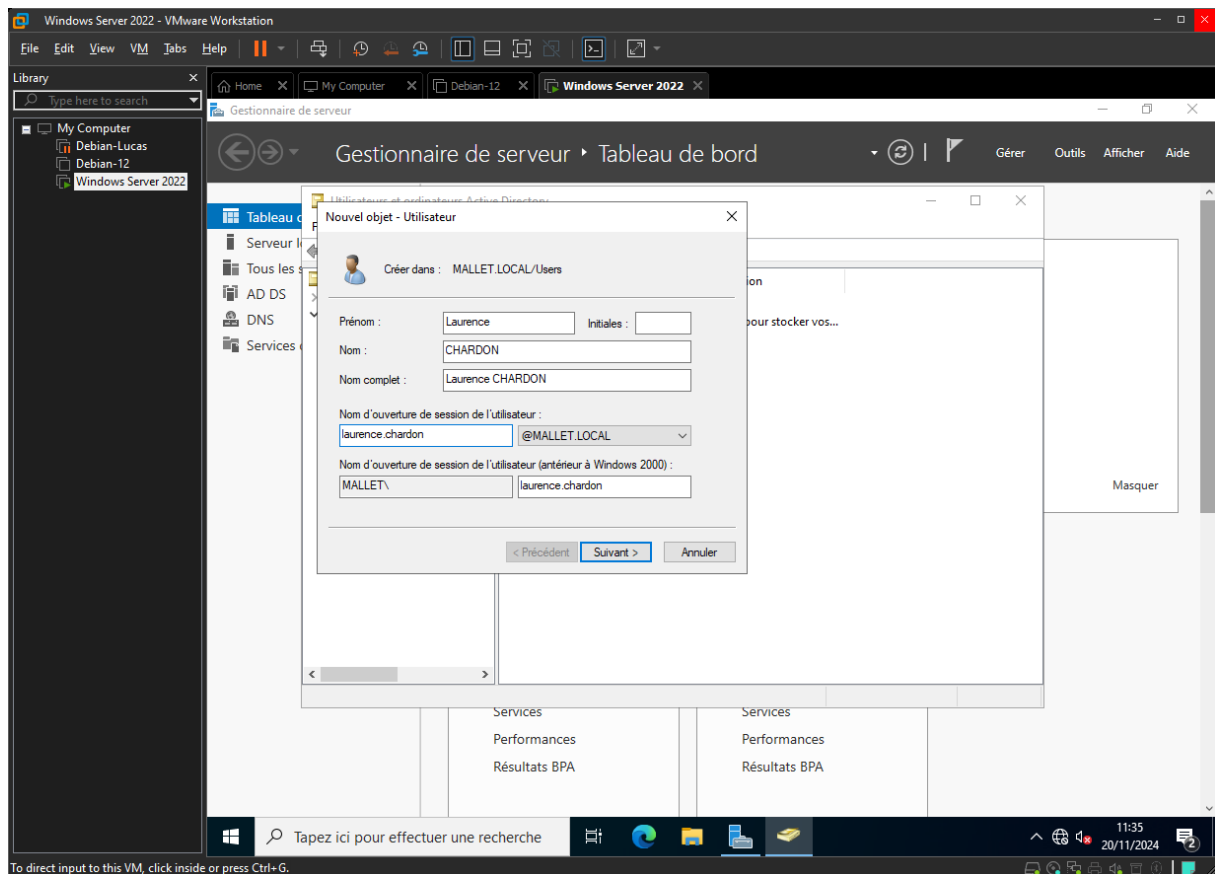 Windows Server 2022 - VMware Workstation
File Edit View VM Tabs Help
Library
Type here to search
My Computer
Debian-Lucas
Debian-12
Windows Server 2022
Home
My Computer
Debian-12
Windows Server 2022
Gestionnaire de serveur
Gestionnaire de serveur Tableau de bord
Gérer Outils Afficher Aide
Tableau
Serveur
Tous les
AD DS
DNS
Services
Utilisateurs et ordinateurs Active Directory
Nouvel objet - Utilisateur
Créer dans : MALLET.LOCAL/Users
Prénom : Laurence Initiales :
Nom : CHARDON
Nom complet : Laurence CHARDON
Nom d'ouverture de session de l'utilisateur :
laurence.chardon @MALLET.LOCAL
Nom d'ouverture de session de l'utilisateur (antérieur à Windows 2000) :
MALLET\ laurence.chardon
< Précédent Suivant > Annuler
ion
pour stocker vos...
Masquer
Services Services
Performances Performances
Résultats BPA Résultats BPA
Tapez ici pour effectuer une recherche
11:35
20/11/2024
2
To direct input to this VM, click inside or press Ctrl+G.